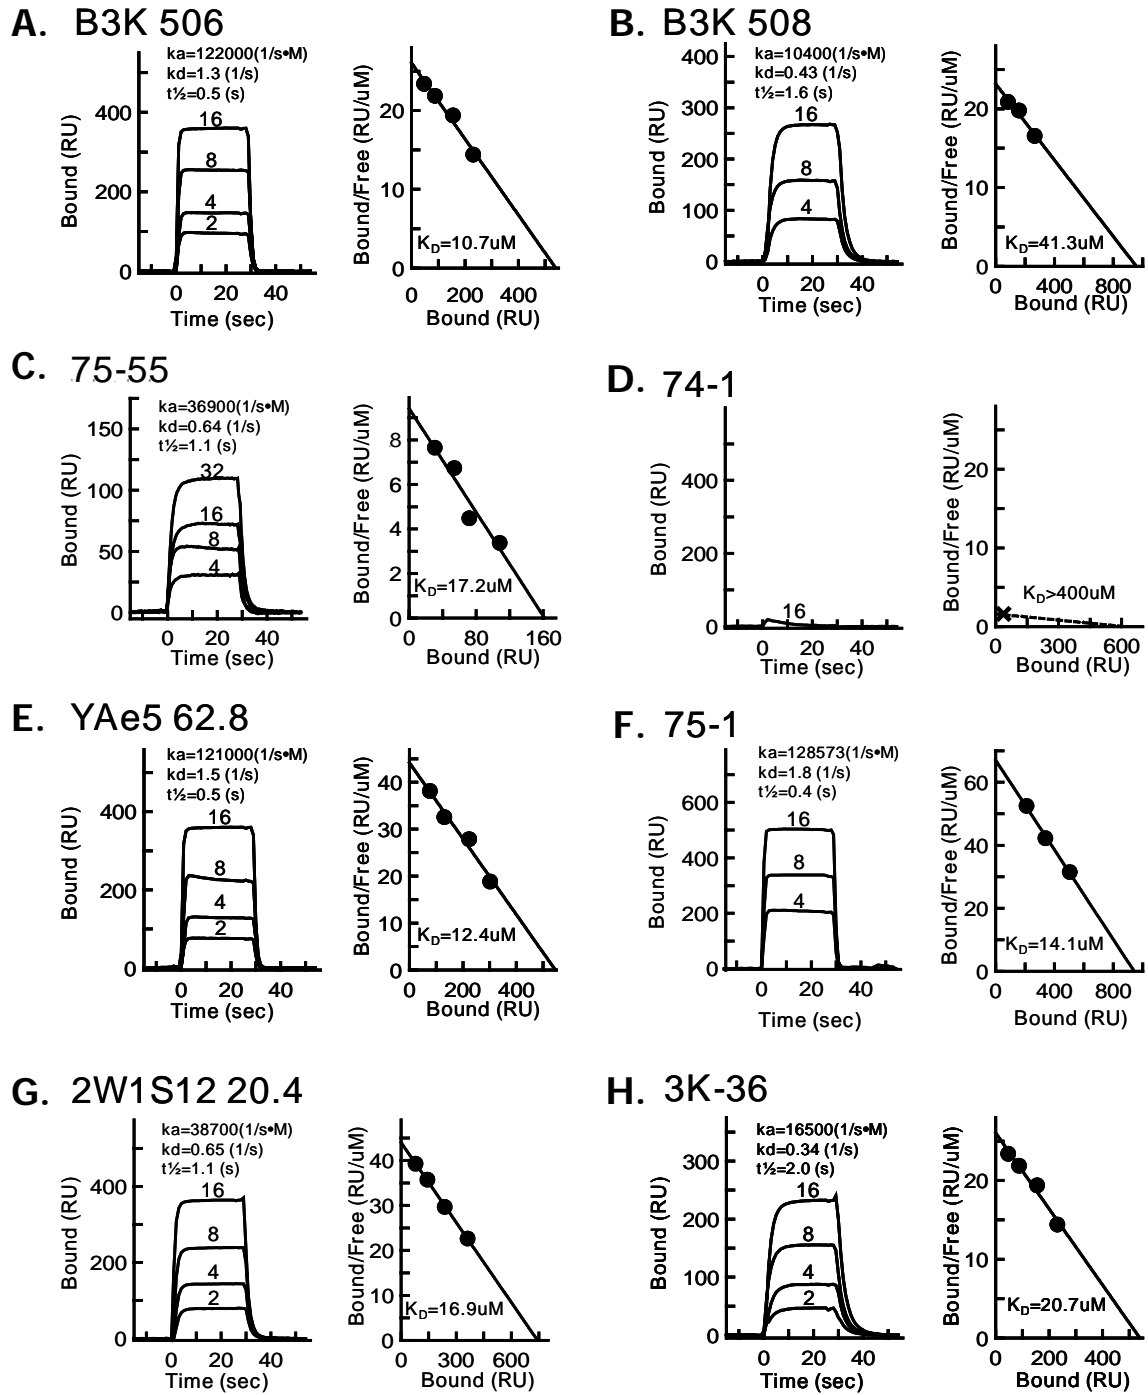 A. B3K 506
ka=122000(1/s•M)
kd=1.3 (1/s)
t½=0.5 (s)
Bound (RU)
400
200
0
16
8
4
2
0 20 40
Time (sec)
Bound/Free (RU/uM)
20
10
0
K_D=10.7uM
0 200 400
Bound (RU)
B. B3K 508
ka=10400(1/s•M)
kd=0.43 (1/s)
t½=1.6 (s)
Bound (RU)
400
300
200
100
0
16
8
4
0 20 40
Time (sec)
Bound/Free (RU/uM)
20
10
0
K_D=41.3uM
0 400 800
Bound (RU)
C. 75-55
ka=36900(1/s•M)
kd=0.64 (1/s)
t½=1.1 (s)
Bound (RU)
150
100
50
0
32
16
8
4
0 20 40
Time (sec)
Bound/Free (RU/uM)
8
6
4
2
0
K_D=17.2uM
0 80 160
Bound (RU)
D. 74-1
Bound (RU)
400
200
0
16
0 20 40
Time (sec)
Bound/Free (RU/uM)
20
10
0
K_D>400uM
0 300 600
Bound (RU)
E. YAe5 62.8
ka=121000(1/s•M)
kd=1.5 (1/s)
t½=0.5 (s)
Bound (RU)
400
200
0
16
8
4
2
0 20 40
Time (sec)
Bound/Free (RU/uM)
40
30
20
10
0
K_D=12.4uM
0 200 400
Bound (RU)
F. 75-1
ka=128573(1/s•M)
kd=1.8 (1/s)
t½=0.4 (s)
Bound (RU)
600
400
200
0
16
8
4
0 20 40
Time (sec)
Bound/Free (RU/uM)
60
40
20
0
K_D=14.1uM
0 400 800
Bound (RU)
G. 2W1S12 20.4
ka=38700(1/s•M)
kd=0.65 (1/s)
t½=1.1 (s)
Bound (RU)
400
200
0
16
8
4
2
0 20 40
Time (sec)
Bound/Free (RU/uM)
40
30
20
10
0
K_D=16.9uM
0 300 600
Bound (RU)
H. 3K-36
ka=16500(1/s•M)
kd=0.34 (1/s)
t½=2.0 (s)
Bound (RU)
300
200
100
0
16
8
4
2
0 20 40
Time (sec)
Bound/Free (RU/uM)
20
10
0
K_D=20.7uM
0 200 400
Bound (RU)